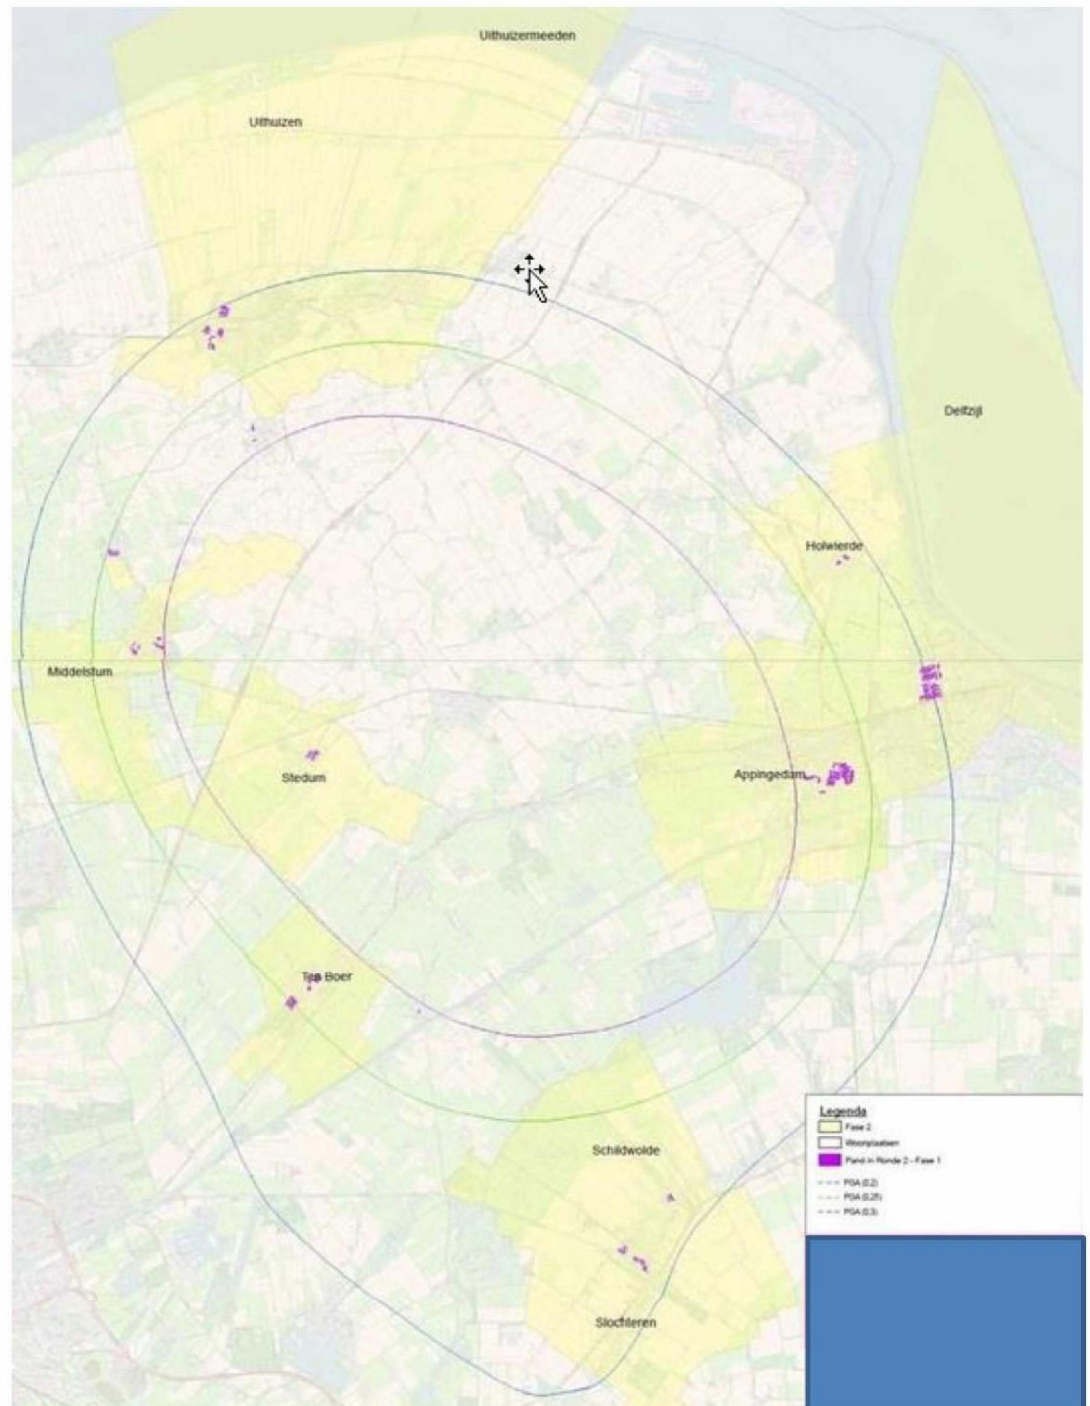 Uithuizermeeden
Uithuizen
Delfzijl
Holwierde
Middelstum
Stedum
Appingedam
Ten Boer
Schildwolde
Slochteren
Legenda
Fase 2
Woonplaatsen
Pand in Ronde 2 - Fase 1
PGA (0,2)
PGA (0,25)
PGA (0,3)